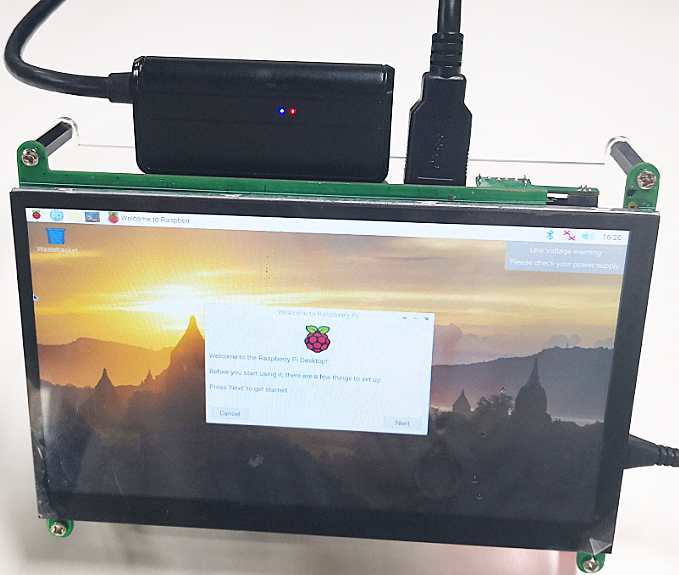 Welcome to Raspberr...
16:26
Wastebasket
Low voltage warning
Please check your power supply
Welcome to Raspberry Pi
Welcome to the Raspberry Pi Desktop!
Before you start using it, there are a few things to set up.
Press 'Next' to get started.
Cancel
Next